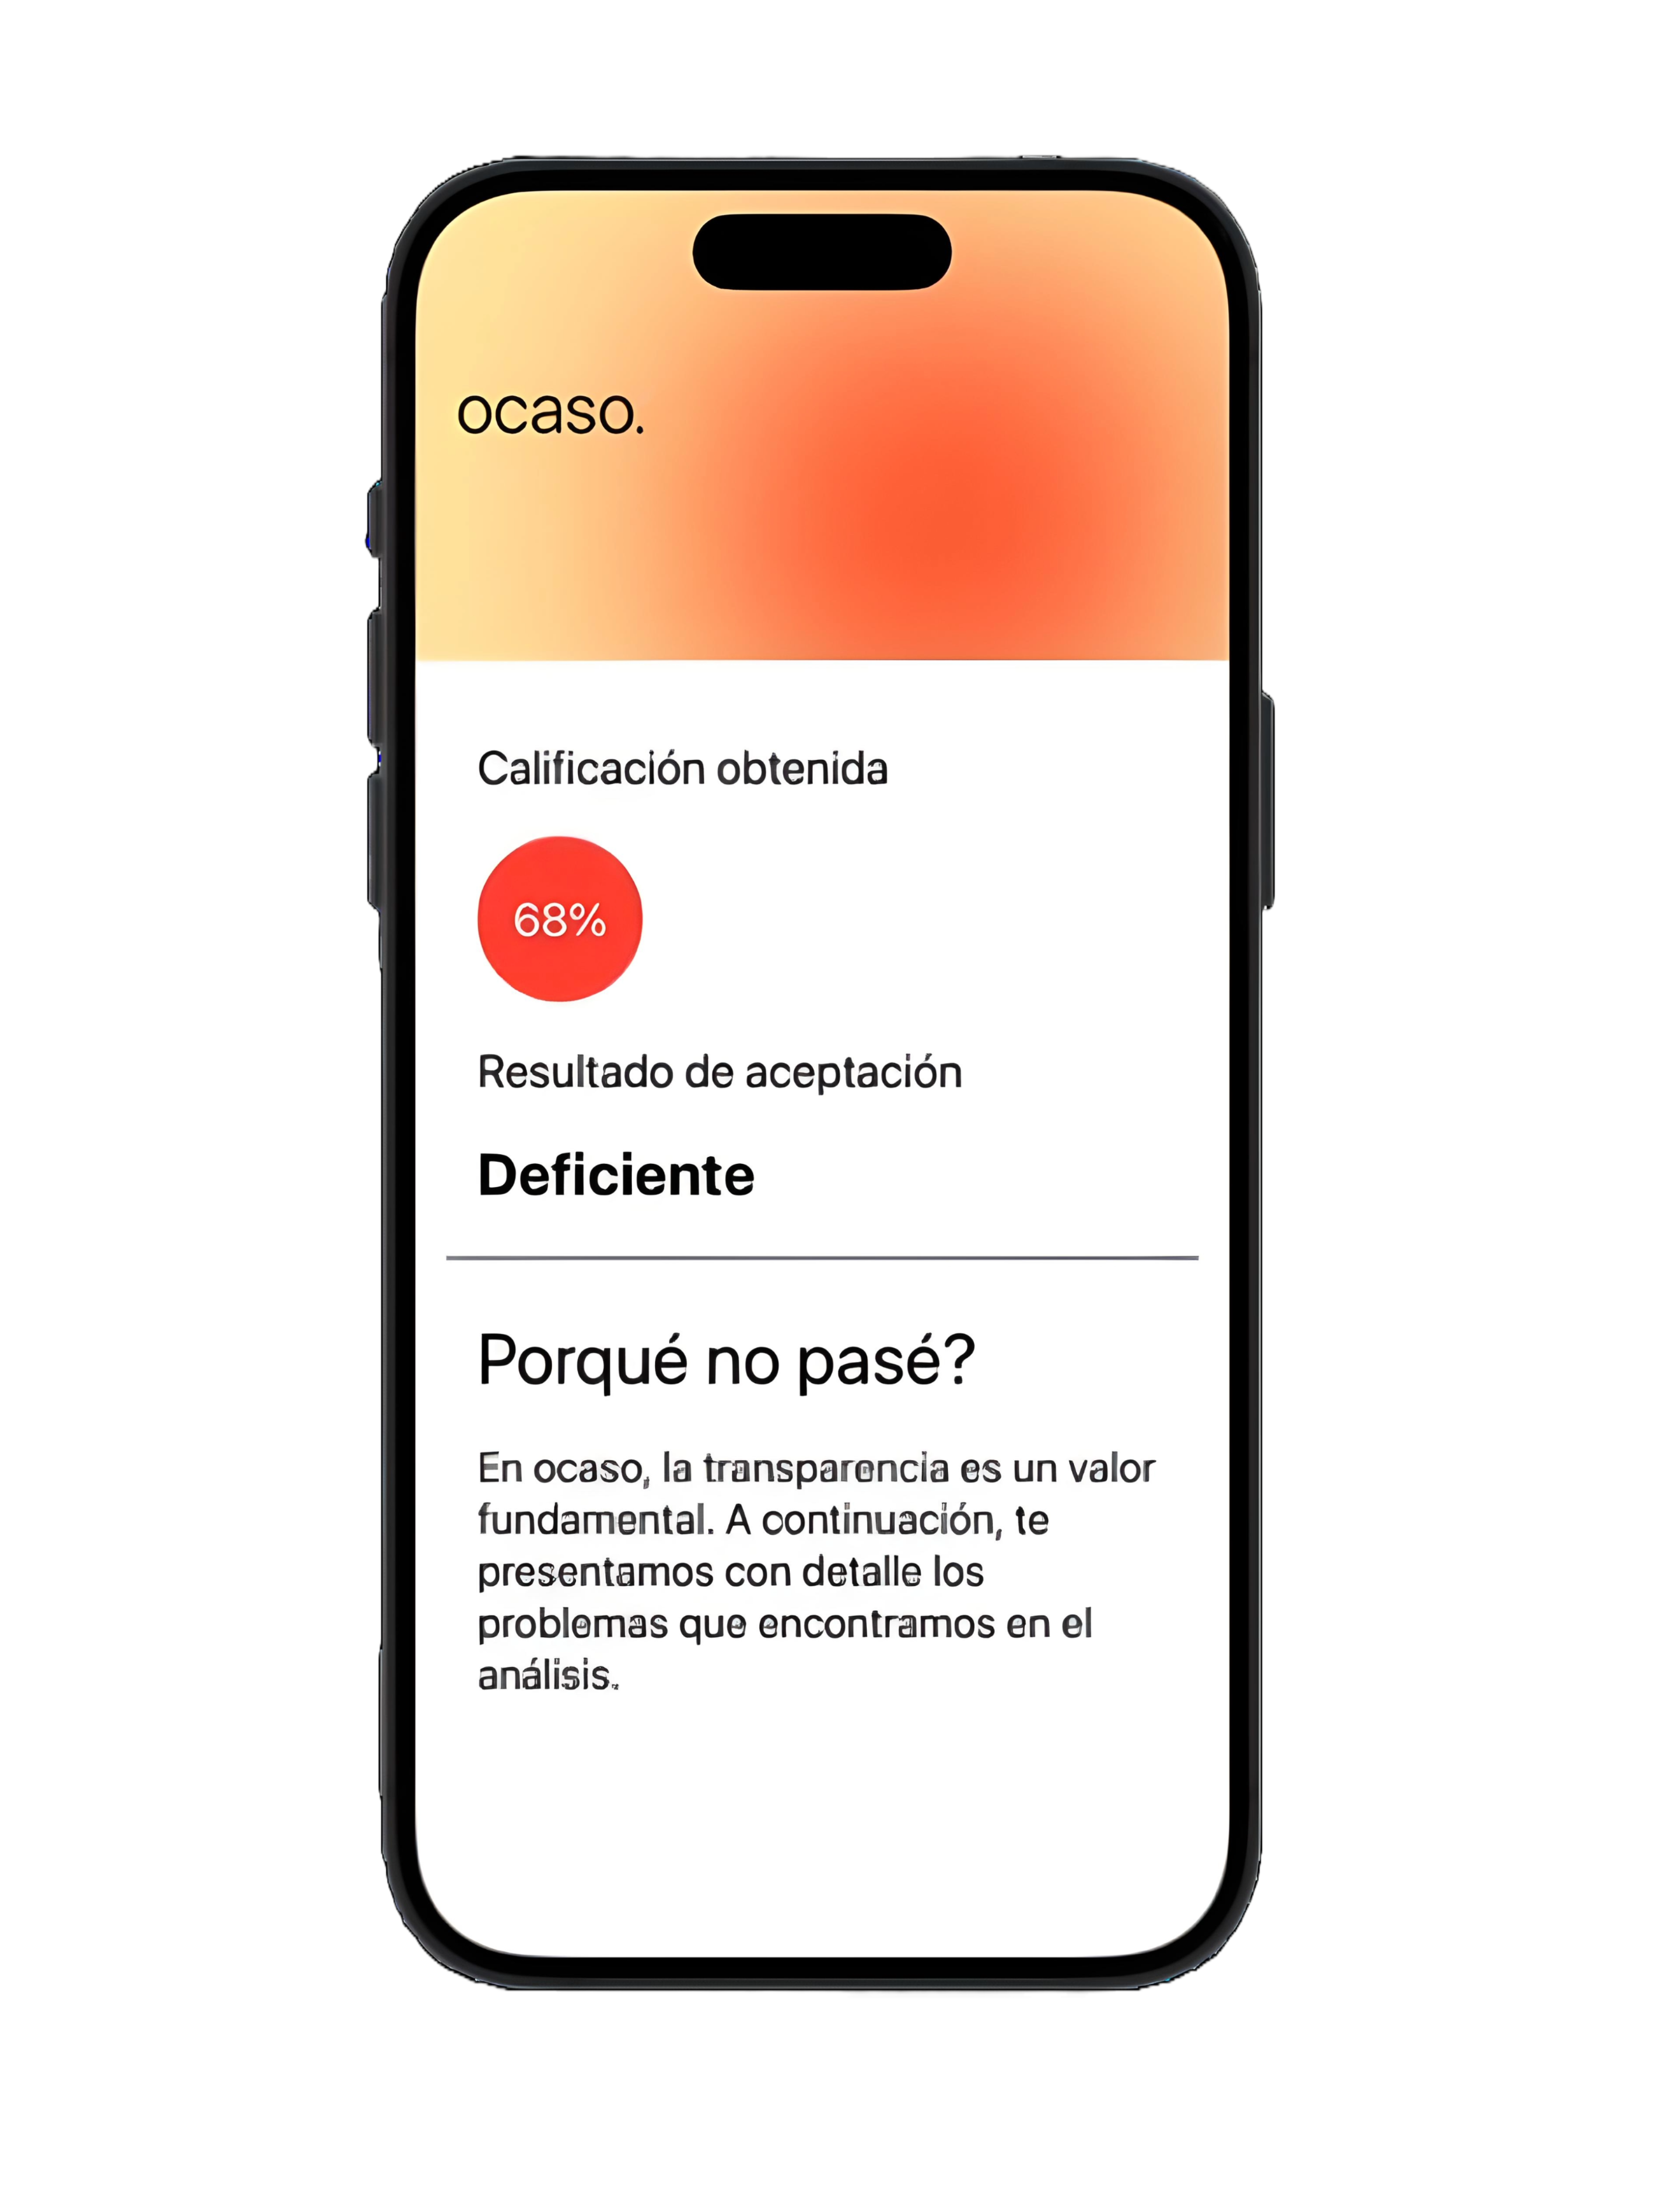 ocaso.
Calificación obtenida
68%
Resultado de aceptación
Deficiente
Porqué no pasé?
En ocaso, la transparencia es un valor
fundamental. A continuación, te
presentamos con detalle los
problemas que encontramos en el
análisis.